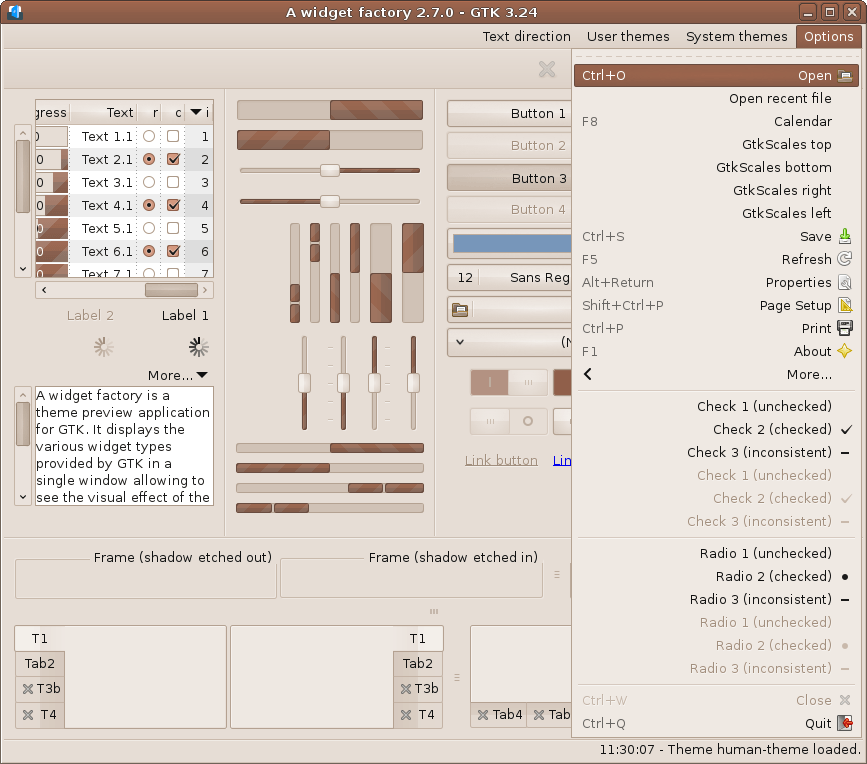 A widget factory 2.7.0 - GTK 3.24
Text direction User themes System themes Options
gress Text r c i
0 Text 1.1 1
0 Text 2.1 2
0 Text 3.1 3
0 Text 4.1 4
Text 5.1 5
0 Text 6.1 6
0 Text 7.1 7
Label 2 Label 1
More...
A widget factory is a
theme preview application
for GTK. It displays the
various widget types
provided by GTK in a
single window allowing to
see the visual effect of the
Button 1
Button 2
Button 3
Button 4
12 Sans Reg
(N
Link button Lin
Ctrl+O Open
Open recent file
F8 Calendar
GtkScales top
GtkScales bottom
GtkScales right
GtkScales left
Ctrl+S Save
F5 Refresh
Alt+Return Properties
Shift+Ctrl+P Page Setup
Ctrl+P Print
F1 About
More...
Check 1 (unchecked)
Check 2 (checked)
Check 3 (inconsistent)
Check 1 (unchecked)
Check 2 (checked)
Check 3 (inconsistent)
Radio 1 (unchecked)
Radio 2 (checked)
Radio 3 (inconsistent)
Radio 1 (unchecked)
Radio 2 (checked)
Radio 3 (inconsistent)
Ctrl+W Close
Ctrl+Q Quit
Frame (shadow etched out) Frame (shadow etched in)
T1
Tab2
T3b
T4
T1
Tab2
T3b
T4
Tab4 Tab
11:30:07 - Theme human-theme loaded.